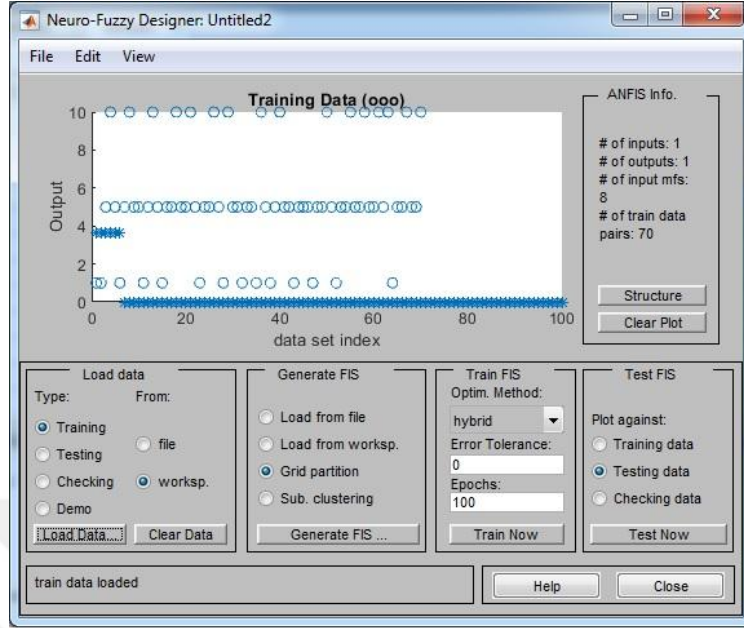 Neuro-Fuzzy Designer: Untitled2
File Edit View
Training Data (ooo)
10
8
6
4
2
0
Output
0 20 40 60 80 100
data set index
ANFIS Info.
# of inputs: 1
# of outputs: 1
# of input mfs:
8
# of train data
pairs: 70
Structure
Clear Plot
Load data
Type: From:
Training
Testing
Checking
Demo
file
worksp.
Load Data... Clear Data
Generate FIS
Load from file
Load from worksp.
Grid partition
Sub. clustering
Generate FIS ...
Train FIS
Optim. Method:
hybrid
Error Tolerance:
0
Epochs:
100
Train Now
Test FIS
Plot against:
Training data
Testing data
Checking data
Test Now
train data loaded
Help Close